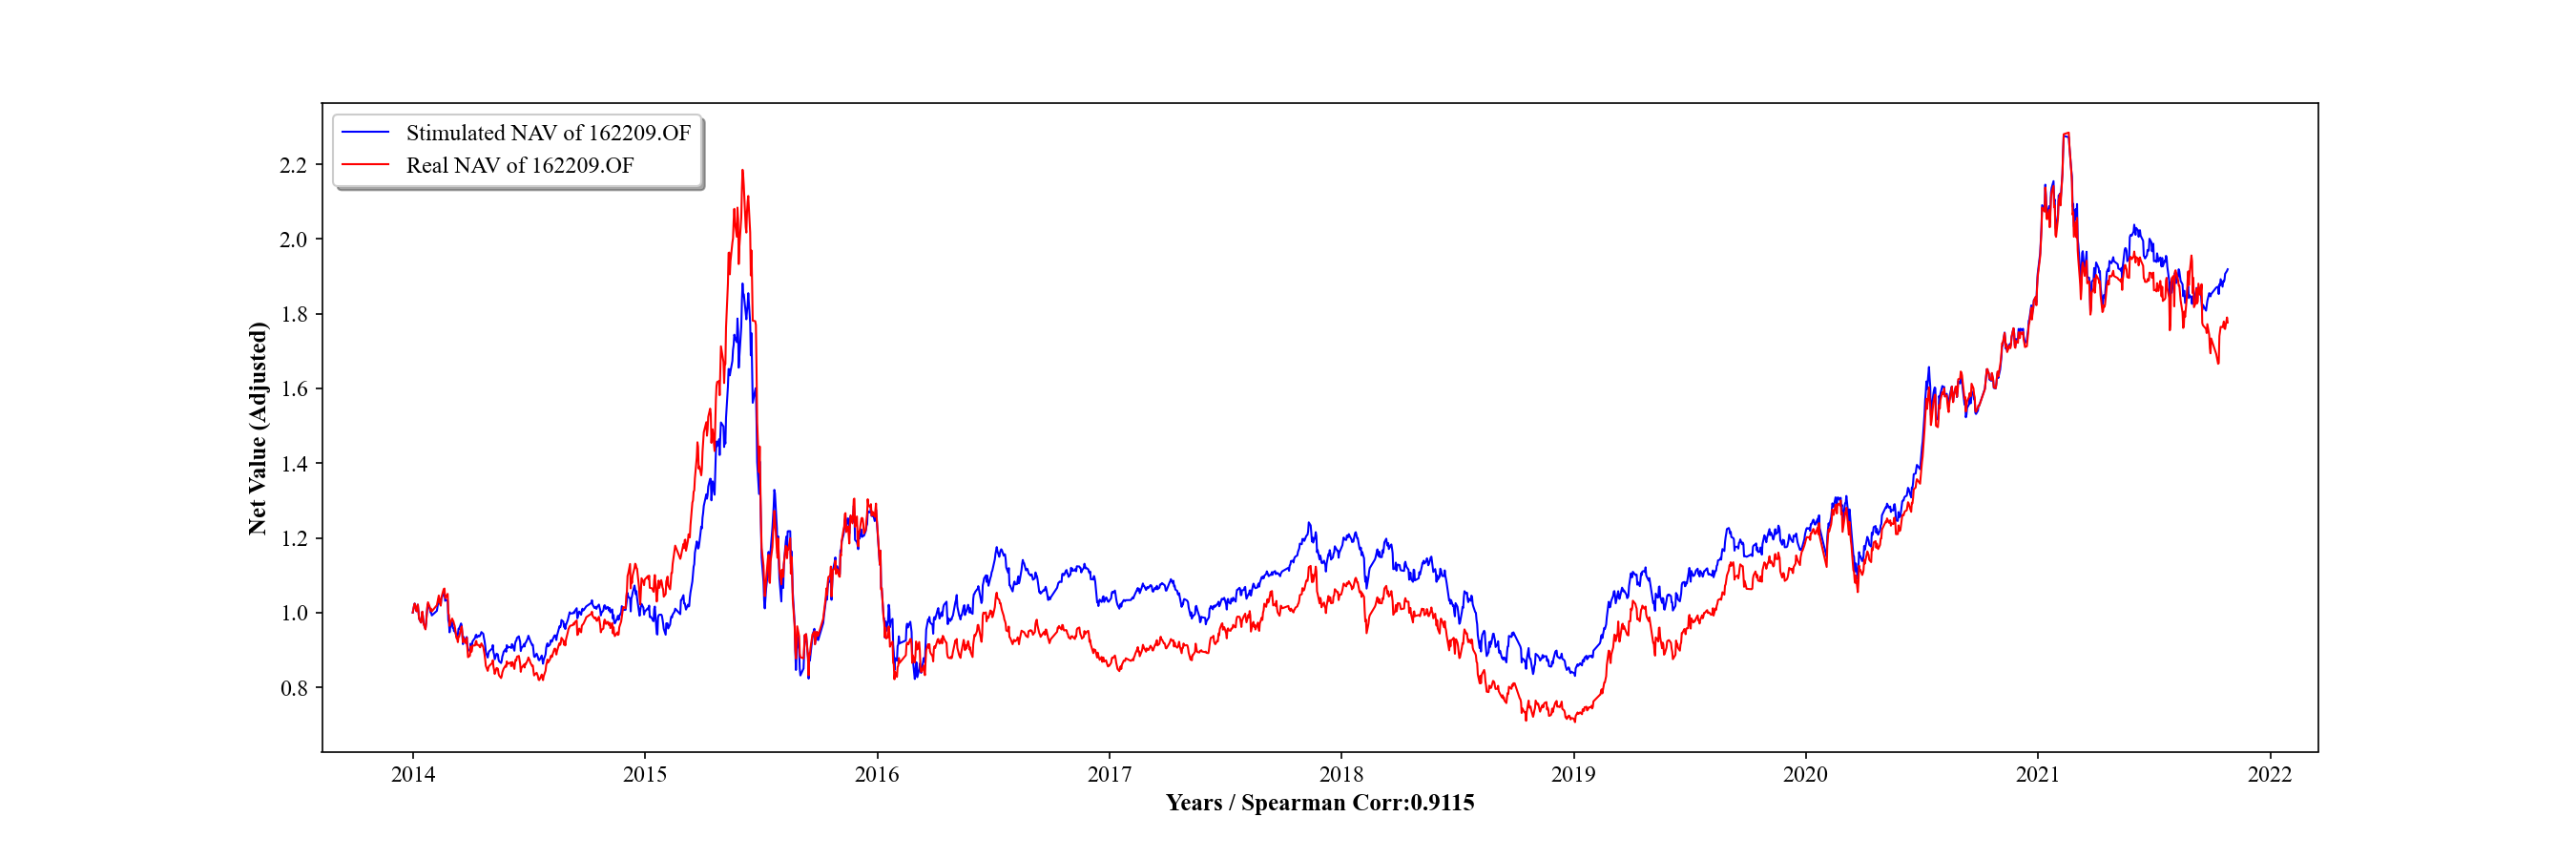 Stimulated NAV of 162209.OF
Real NAV of 162209.OF
2.2
2.0
1.8
1.6
1.4
1.2
1.0
0.8
Net Value (Adjusted)
2014 2015 2016 2017 2018 2019 2020 2021 2022
Years / Spearman Corr:0.9115